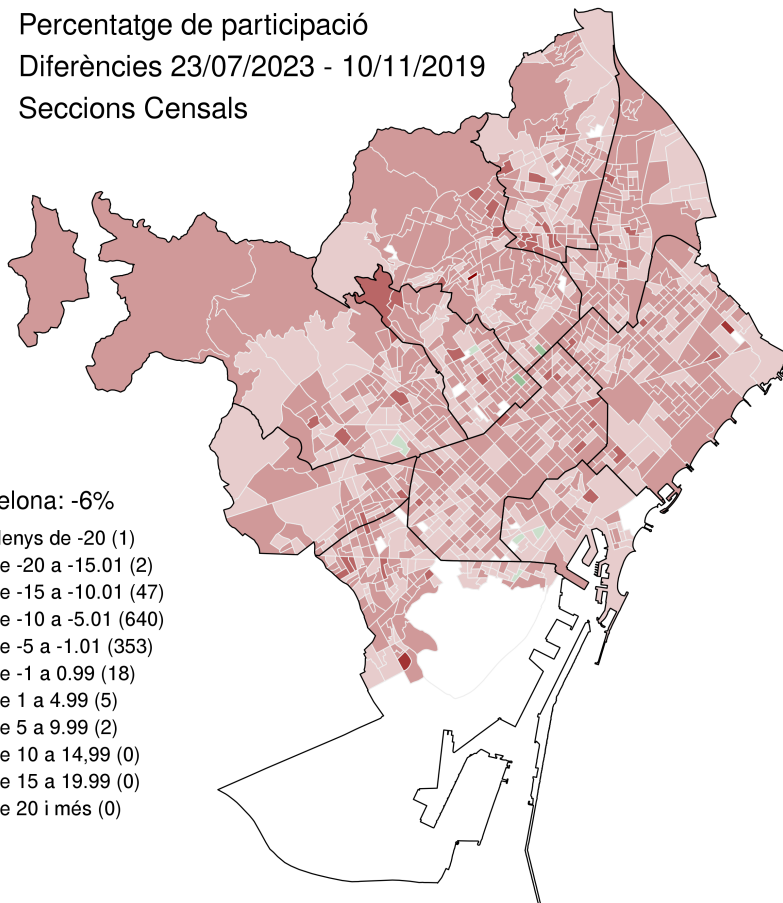 Percentatge de participació
Diferències 23/07/2023 - 10/11/2019
Seccions Censals
elona: -6%
enys de -20 (1)
e -20 a -15.01 (2)
e -15 a -10.01 (47)
e -10 a -5.01 (640)
e -5 a -1.01 (353)
e -1 a 0.99 (18)
e 1 a 4.99 (5)
e 5 a 9.99 (2)
e 10 a 14,99 (0)
e 15 a 19.99 (0)
e 20 i més (0)